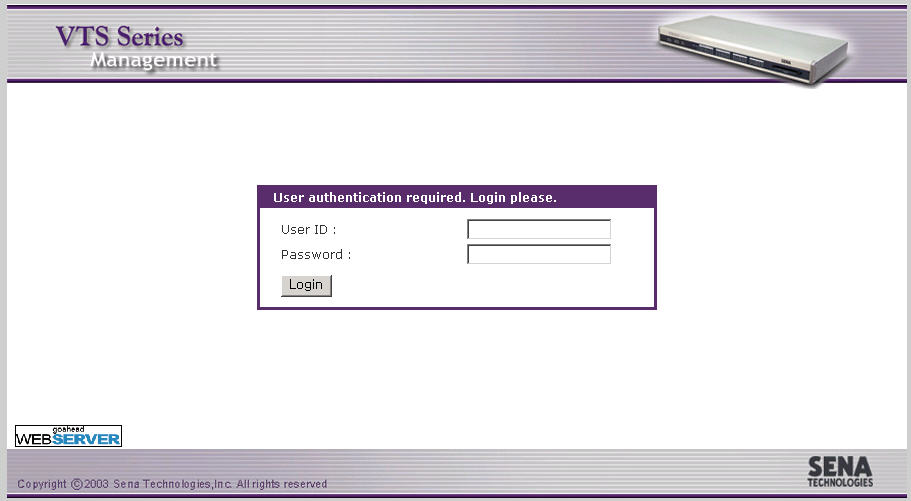 VTS Series
Management
SENA
User authentication required. Login please.
User ID :
Password :
Login
goahead
WEBSERVER
Copyright ©2003 Sena Technologies,Inc. All rights reserved
SENA
TECHNOLOGIES